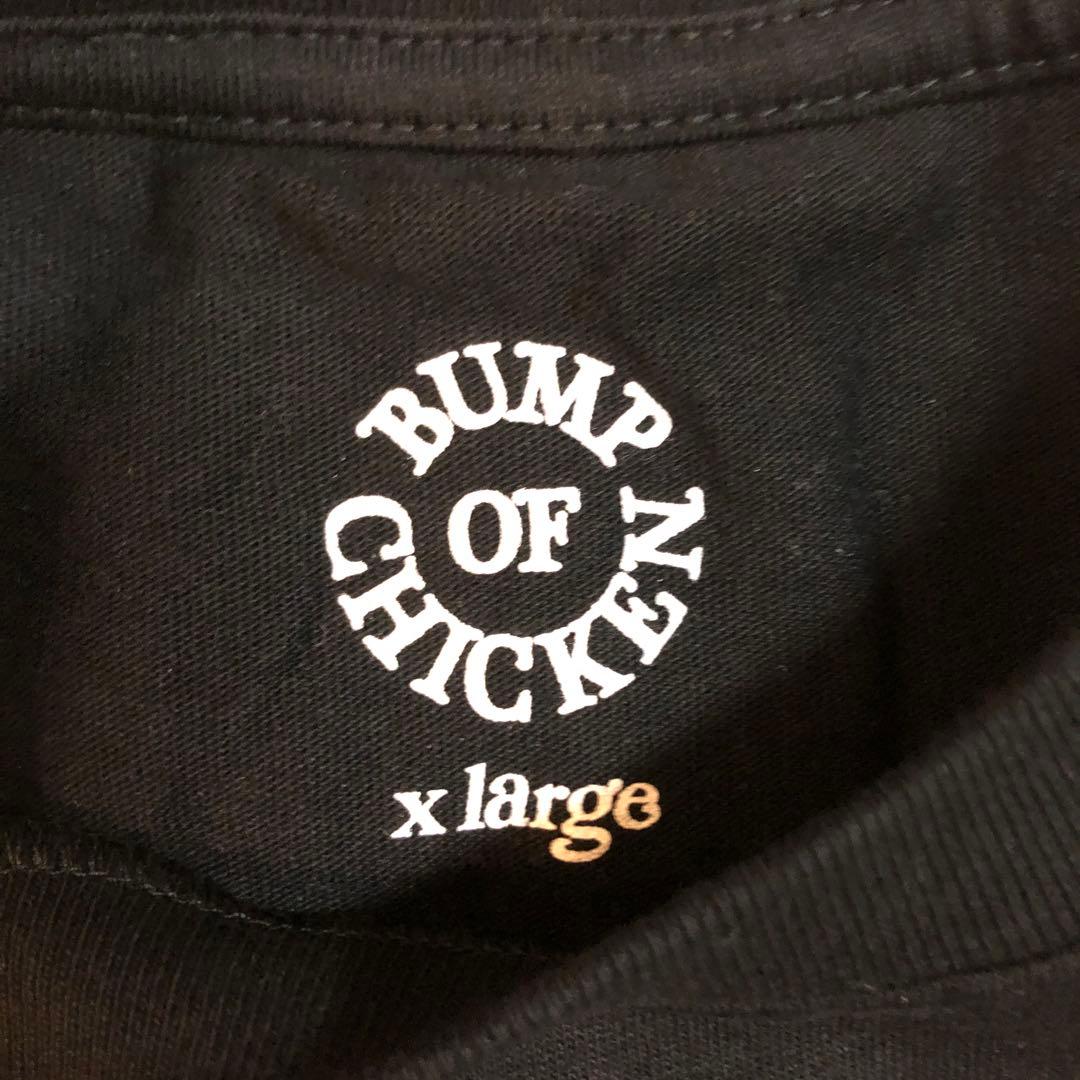 BUMP
OF
CHICKEN
x large